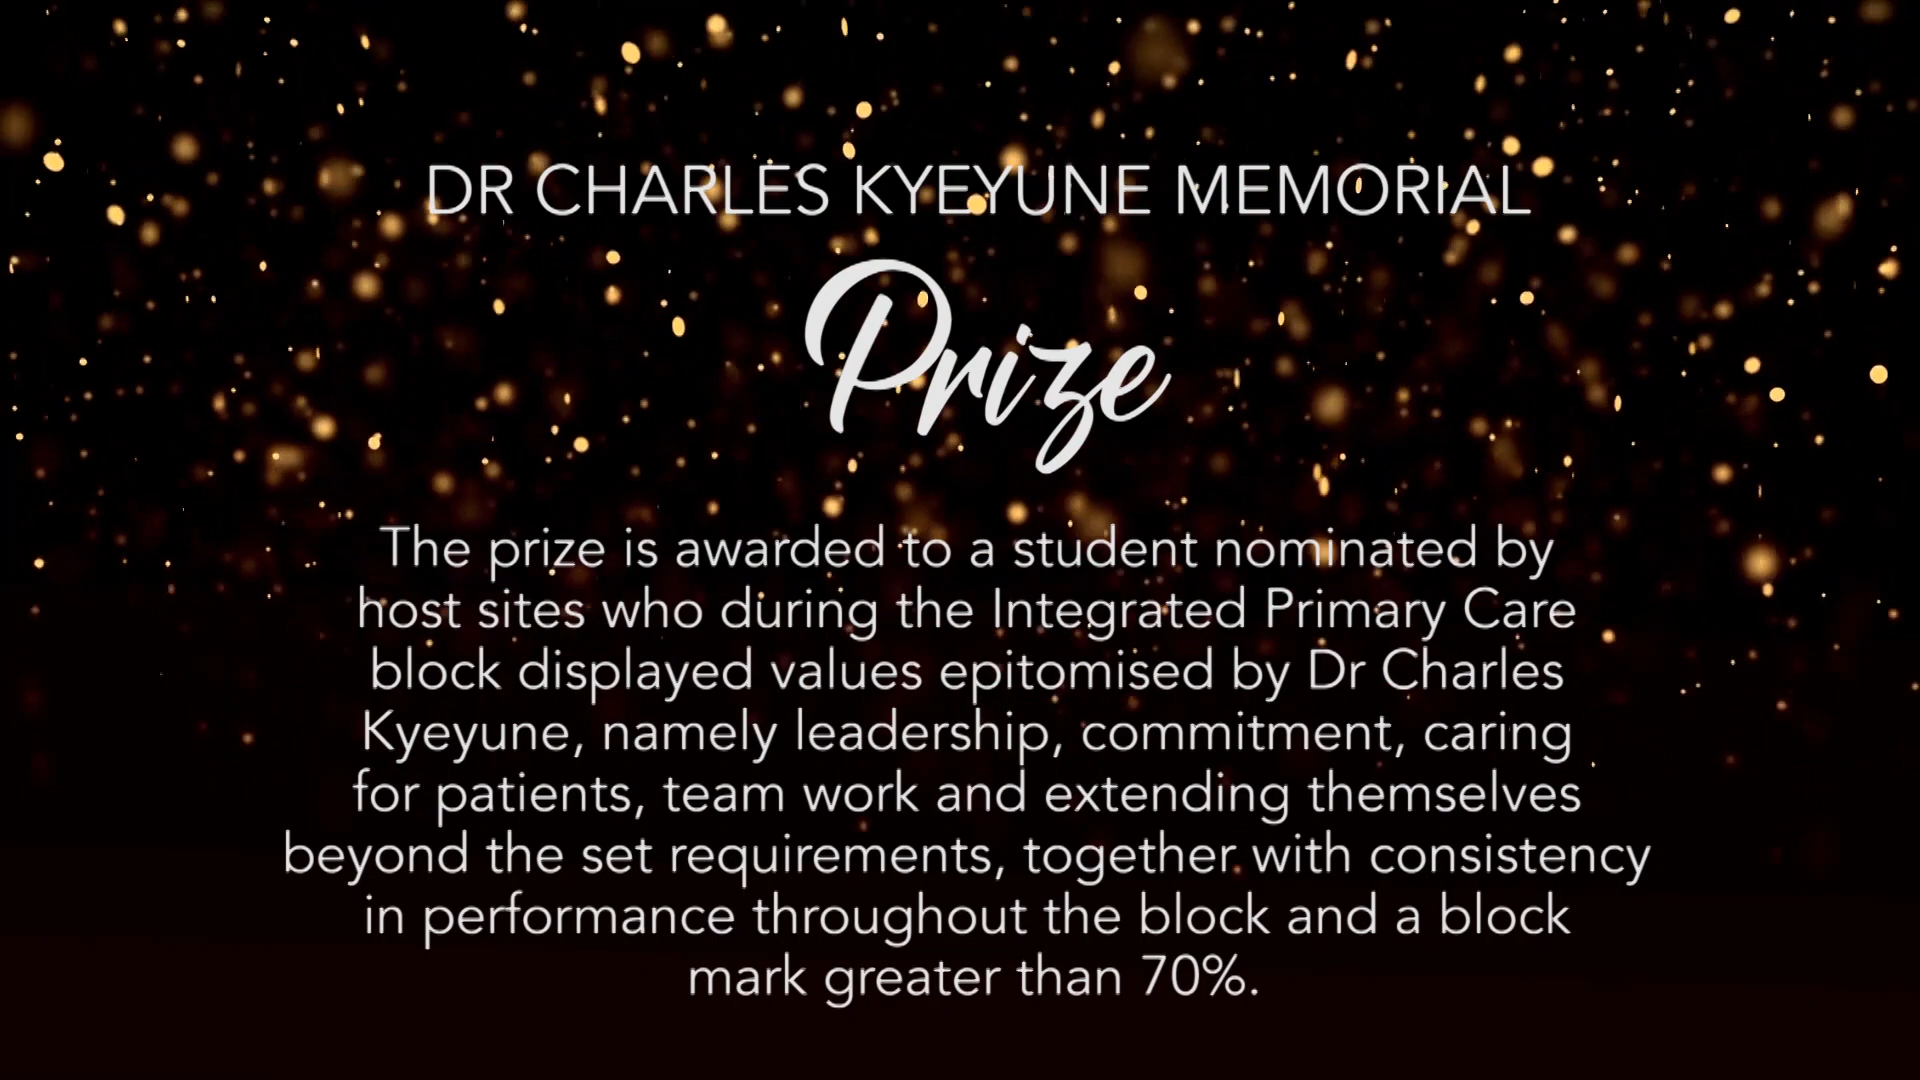 DR CHARLES KYEYUNE MEMORIAL
Prize
The prize is awarded to a student nominated by
host sites who during the Integrated Primary Care
block displayed values epitomised by Dr Charles
Kyeyune, namely leadership, commitment, caring
for patients, team work and extending themselves
beyond the set requirements, together with consistency
in performance throughout the block and a block
mark greater than 70%.